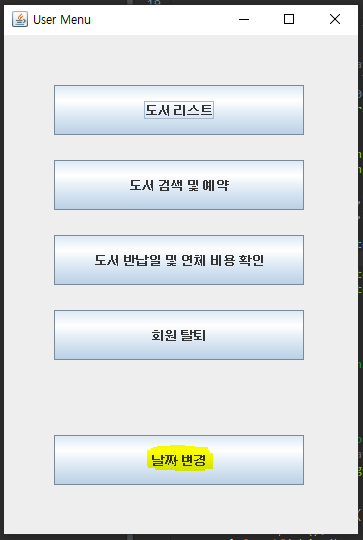 User Menu
도서 리스트
도서 검색 및 예약
도서 반납일 및 연체 비용 확인
회원 탈퇴
날짜 변경